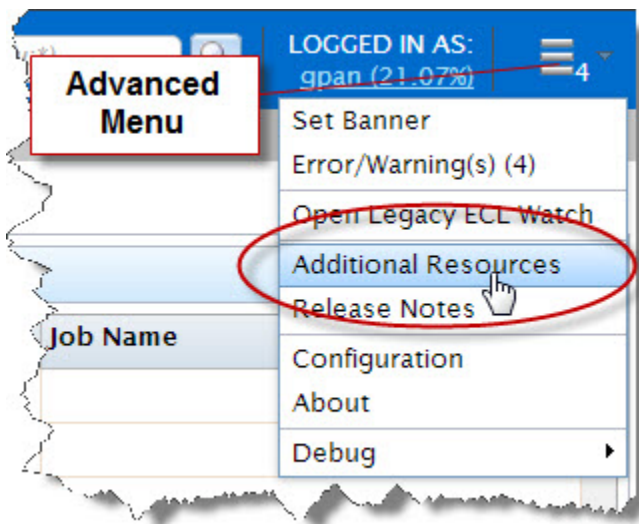 LOGGED IN AS:
gpan (21.07%)
4
Advanced
Menu
Set Banner
Error/Warning(s) (4)
Open Legacy ECL Watch
Additional Resources
Release Notes
Job Name
Configuration
About
Debug